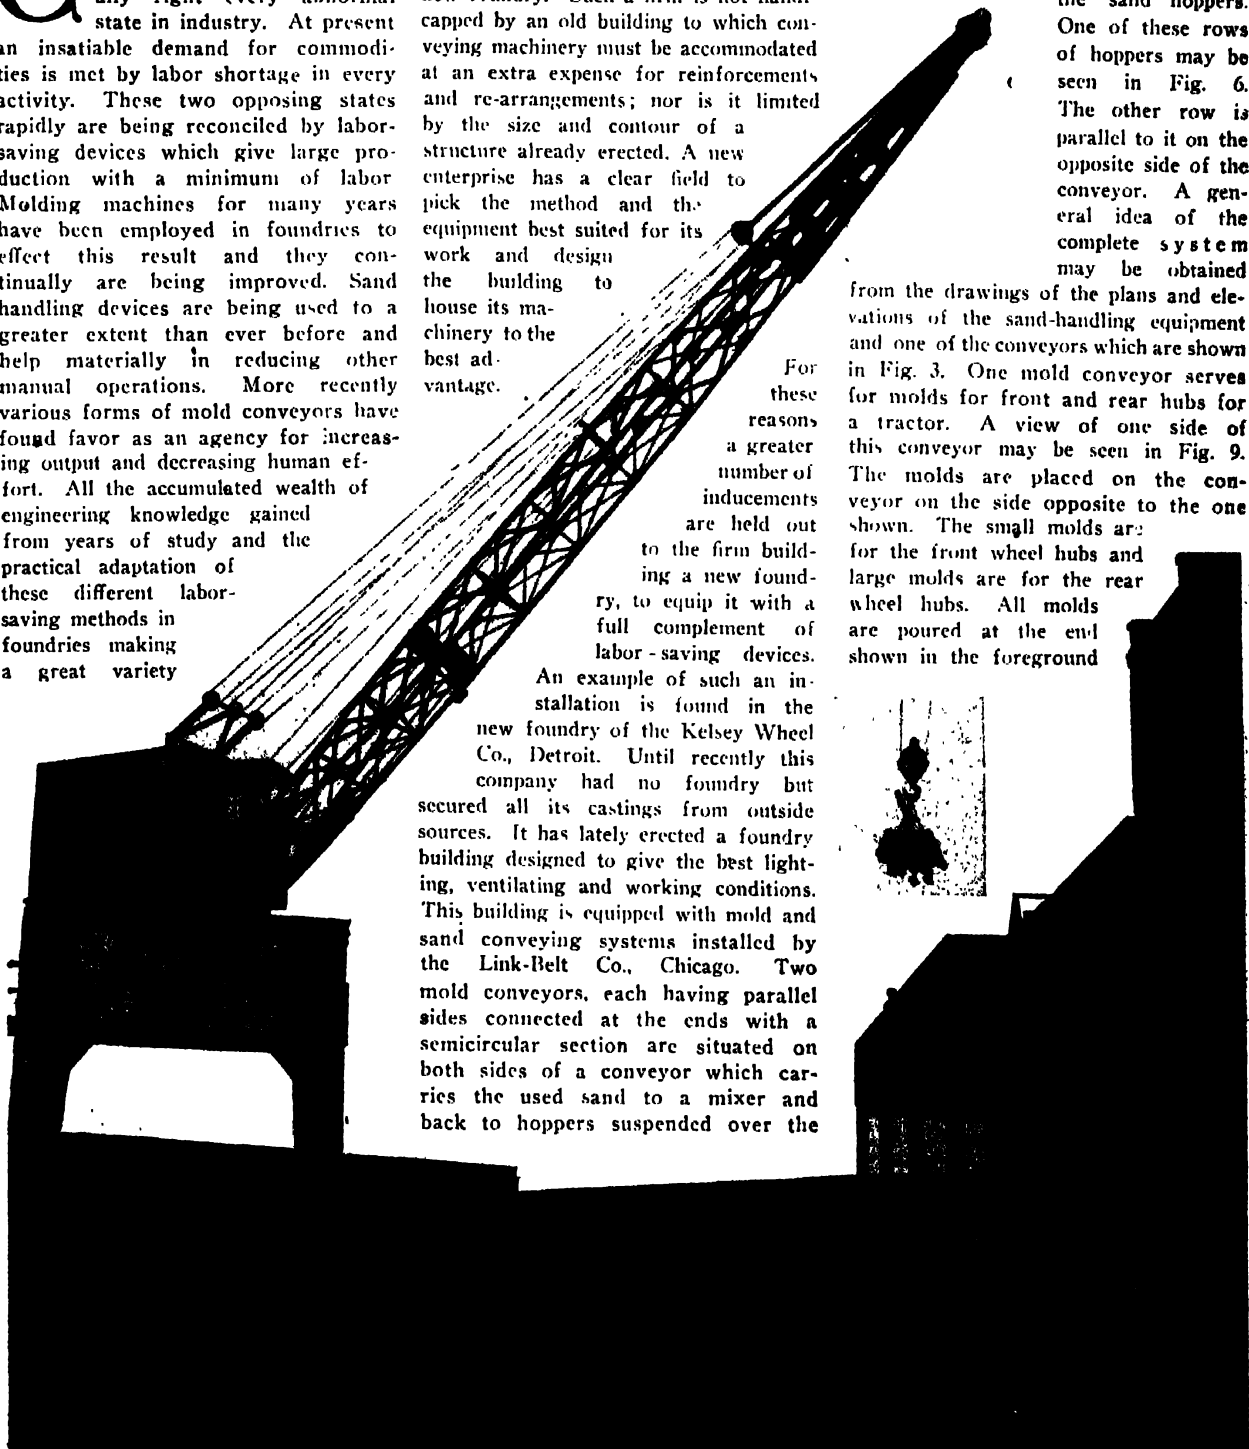 state in industry. At present
an insatiable demand for commodi-
ties is met by labor shortage in every
activity. These two opposing states
rapidly are being reconciled by labor-
saving devices which give large pro-
duction with a minimum of labor
Molding machines for many years
have been employed in foundries to
effect this result and they con-
tinually are being improved. Sand
handling devices are being used to a
greater extent than ever before and
help materially in reducing other
manual operations. More recently
various forms of mold conveyors have
found favor as an agency for increas-
ing output and decreasing human ef-
fort. All the accumulated wealth of
engineering knowledge gained
from years of study and the
practical adaptation of
these different labor-
saving methods in
foundries making
a great variety
capped by an old building to which con-
veying machinery must be accommodated
at an extra expense for reinforcements
and re-arrangements; nor is it limited
by the size and contour of a
structure already erected. A new
enterprise has a clear field to
pick the method and the
equipment best suited for its
work and design
the building to
house its ma-
chinery to the
best ad-
vantage.
For
these
reasons
a greater
number of
inducements
are held out
to the firm build-
ing a new found-
ry, to equip it with a
full complement of
labor-saving devices.
An example of such an in-
stallation is found in the
new foundry of the Kelsey Wheel
Co., Detroit. Until recently this
company had no foundry but
secured all its castings from outside
sources. It has lately erected a foundry
building designed to give the best light-
ing, ventilating and working conditions.
This building is equipped with mold and
sand conveying systems installed by
the Link-Belt Co., Chicago. Two
mold conveyors, each having parallel
sides connected at the ends with a
semicircular section are situated on
both sides of a conveyor which car-
ries the used sand to a mixer and
back to hoppers suspended over the
the sand hoppers.
One of these rows
of hoppers may be
seen in Fig. 6.
The other row is
parallel to it on the
opposite side of the
conveyor. A gen-
eral idea of the
complete system
may be obtained
from the drawings of the plans and ele-
vations of the sand-handling equipment
and one of the conveyors which are shown
in Fig. 3. One mold conveyor serves
for molds for front and rear hubs for
a tractor. A view of one side of
this conveyor may be seen in Fig. 9.
The molds are placed on the con-
veyor on the side opposite to the one
shown. The small molds are
for the front wheel hubs and
large molds are for the rear
wheel hubs. All molds
are poured at the end
shown in the foreground